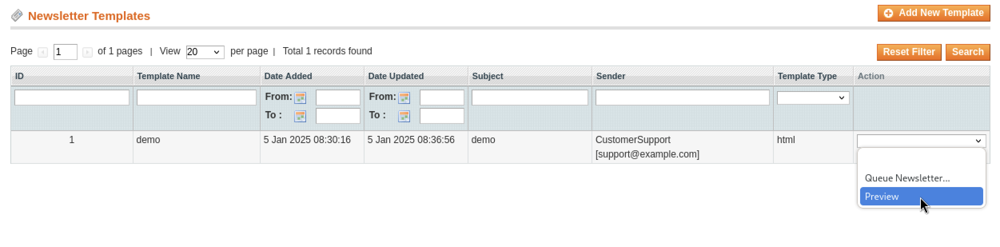 Newsletter Templates
Add New Template
Page 1 of 1 pages | View 20 per page | Total 1 records found
Reset Filter Search
ID Template Name Date Added Date Updated Subject Sender Template Type Action
From: From:
To : To :
1 demo 5 Jan 2025 08:30:16 5 Jan 2025 08:36:56 demo CustomerSupport html
[support@example.com]
Queue Newsletter...
Preview